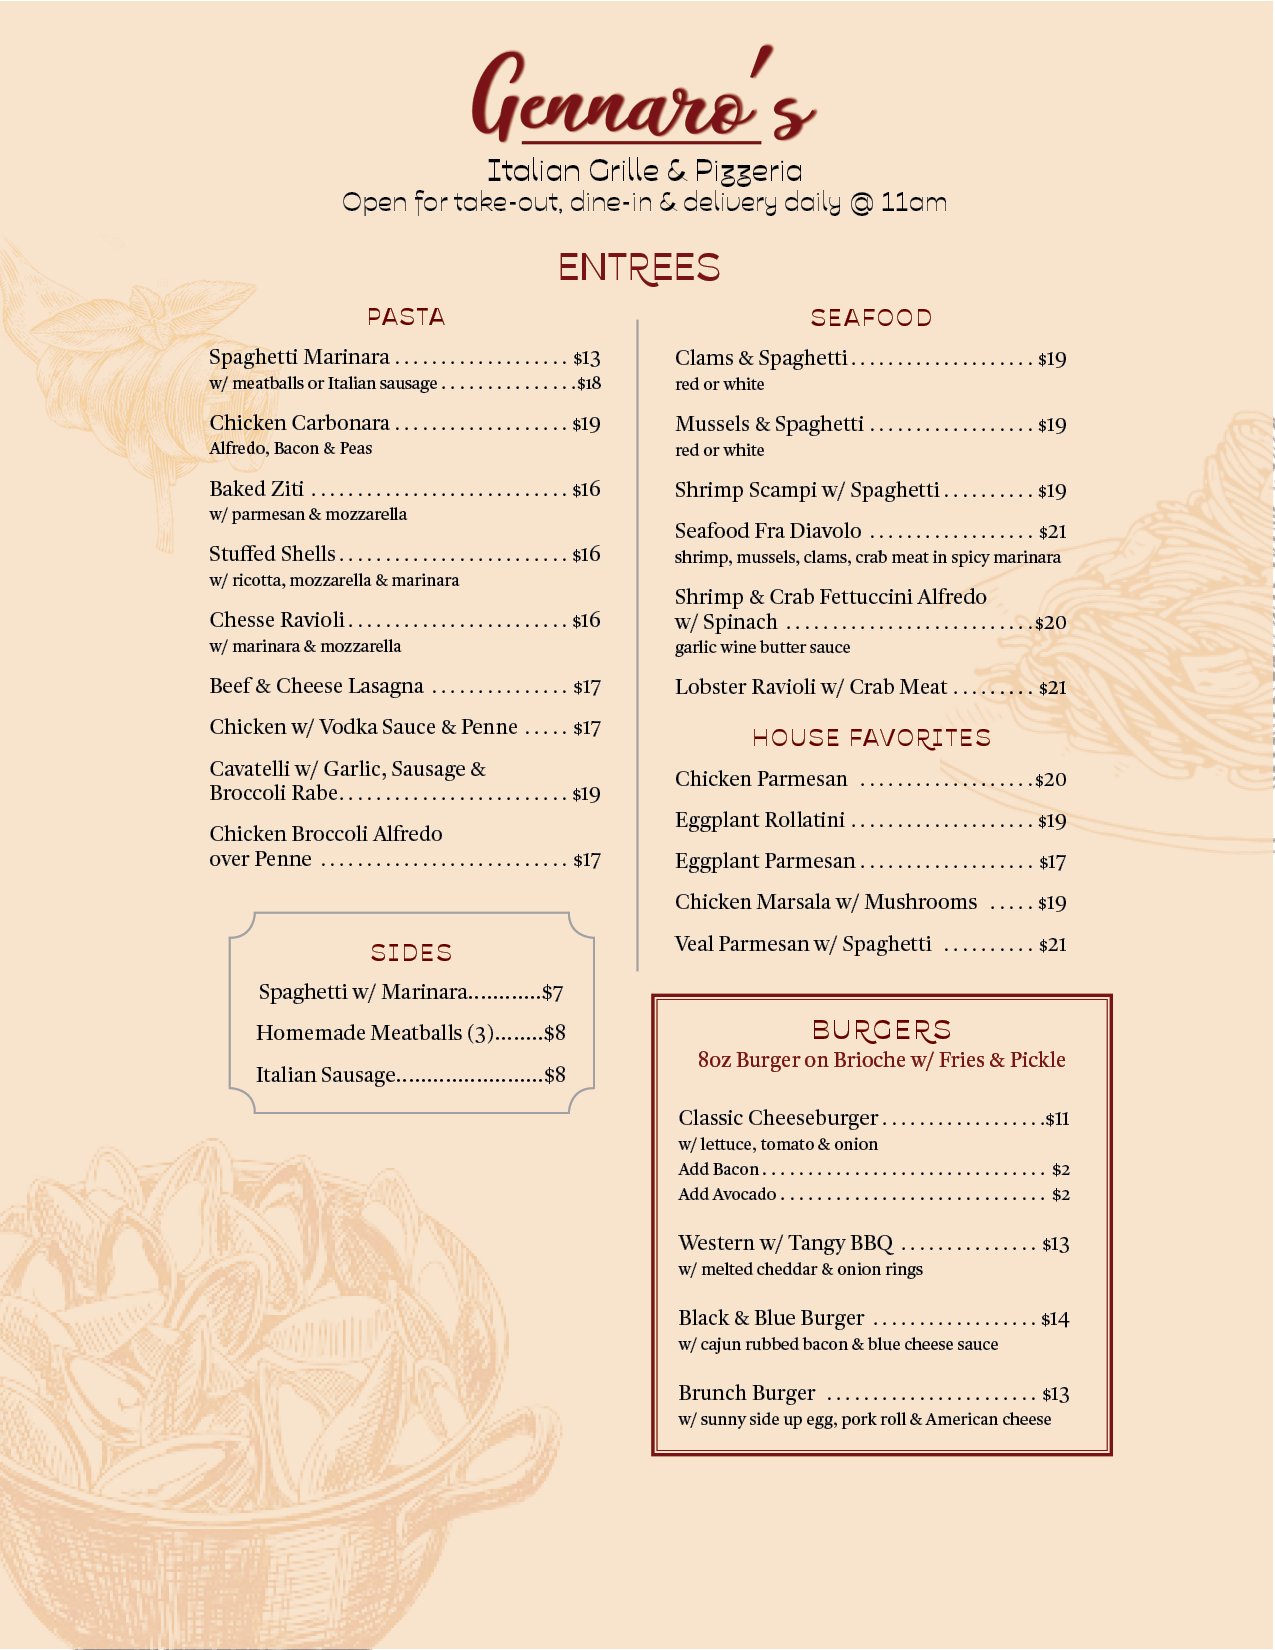 Gennaro's
Italian Grille & Pizzeria
Open for take-out, dine-in & delivery daily @ 11am
ENTREES
PASTA
Spaghetti Marinara . . . . . . . . . . . . . . . . . . . $13
w/ meatballs or Italian sausage . . . . . . . . . . . . . . .$18
Chicken Carbonara . . . . . . . . . . . . . . . . . . . $19
Alfredo, Bacon & Peas
Baked Ziti . . . . . . . . . . . . . . . . . . . . . . . . . . . . $16
w/ parmesan & mozzarella
Stuffed Shells . . . . . . . . . . . . . . . . . . . . . . . . . $16
w/ ricotta, mozzarella & marinara
Chesse Ravioli . . . . . . . . . . . . . . . . . . . . . . . . $16
w/ marinara & mozzarella
Beef & Cheese Lasagna . . . . . . . . . . . . . . . $17
Chicken w/ Vodka Sauce & Penne . . . . . $17
Cavatelli w/ Garlic, Sausage &
Broccoli Rabe. . . . . . . . . . . . . . . . . . . . . . . . . $19
Chicken Broccoli Alfredo
over Penne . . . . . . . . . . . . . . . . . . . . . . . . . . . $17
SIDES
Spaghetti w/ Marinara............$7
Homemade Meatballs (3)........$8
Italian Sausage........................$8
SEAFOOD
Clams & Spaghetti . . . . . . . . . . . . . . . . . . . . $19
red or white
Mussels & Spaghetti . . . . . . . . . . . . . . . . . . $19
red or white
Shrimp Scampi w/ Spaghetti . . . . . . . . . . $19
Seafood Fra Diavolo . . . . . . . . . . . . . . . . . . $21
shrimp, mussels, clams, crab meat in spicy marinara
Shrimp & Crab Fettuccini Alfredo
w/ Spinach . . . . . . . . . . . . . . . . . . . . . . . . . . .$20
garlic wine butter sauce
Lobster Ravioli w/ Crab Meat . . . . . . . . . $21
HOUSE FAVORITES
Chicken Parmesan . . . . . . . . . . . . . . . . . . .$20
Eggplant Rollatini . . . . . . . . . . . . . . . . . . . . $19
Eggplant Parmesan . . . . . . . . . . . . . . . . . . . $17
Chicken Marsala w/ Mushrooms . . . . . $19
Veal Parmesan w/ Spaghetti . . . . . . . . . . $21
BURGERS
8oz Burger on Brioche w/ Fries & Pickle
Classic Cheeseburger . . . . . . . . . . . . . . . . . .$11
w/ lettuce, tomato & onion
Add Bacon . . . . . . . . . . . . . . . . . . . . . . . . . . . . . . . $2
Add Avocado . . . . . . . . . . . . . . . . . . . . . . . . . . . . . $2
Western w/ Tangy BBQ . . . . . . . . . . . . . . . $13
w/ melted cheddar & onion rings
Black & Blue Burger . . . . . . . . . . . . . . . . . . $14
w/ cajun rubbed bacon & blue cheese sauce
Brunch Burger . . . . . . . . . . . . . . . . . . . . . . . $13
w/ sunny side up egg, pork roll & American cheese